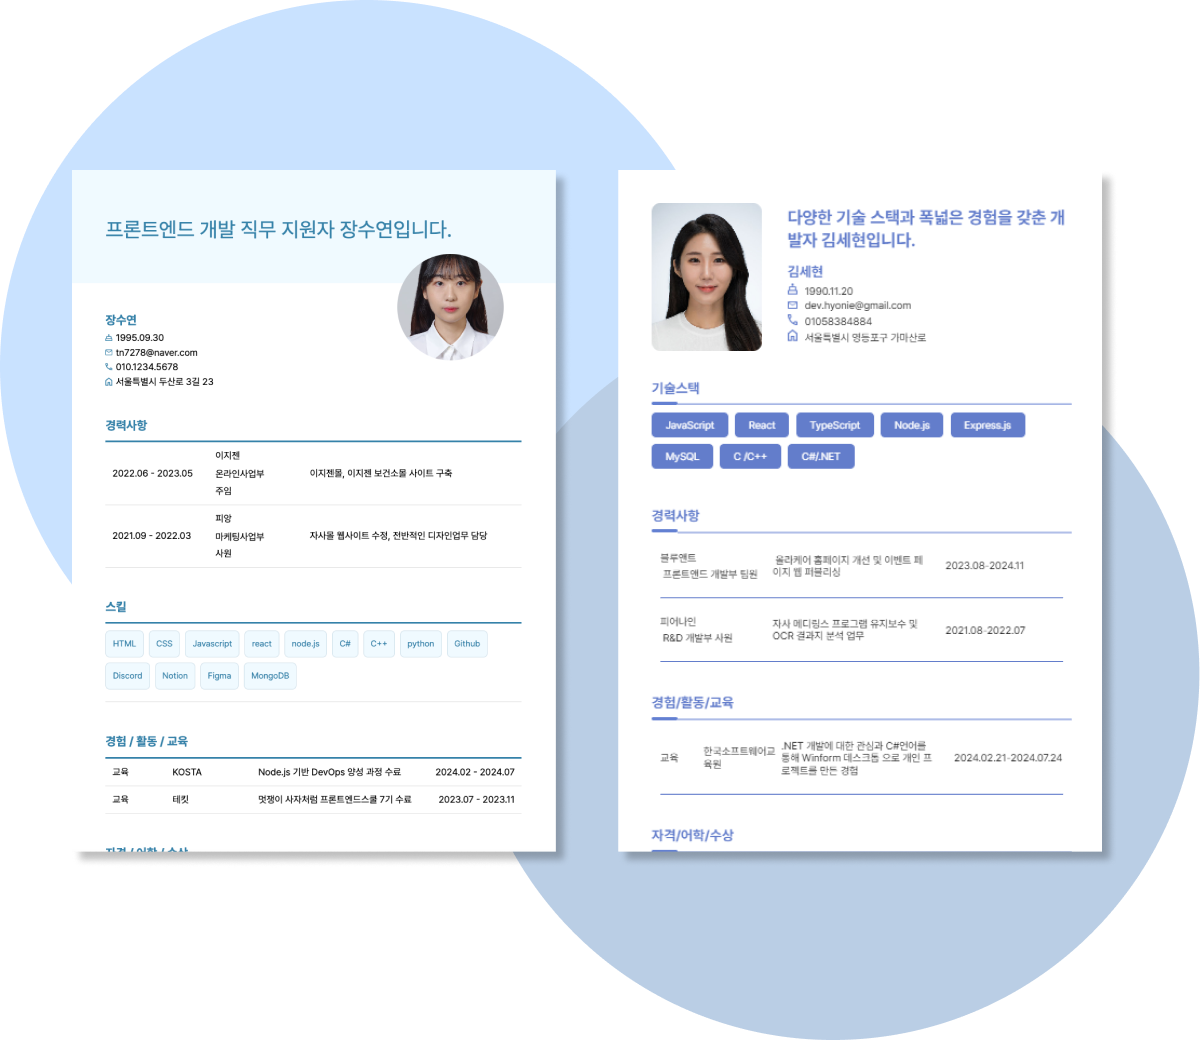 프론트엔드 개발 직무 지원자 장수연입니다.
장수연
1995.09.30
tn7278@naver.com
010.1234.5678
서울특별시 두산로 3길 23
경력사항
2022.06 - 2023.05
이지젠
온라인사업부
주임
이지젠몰, 이지젠 보건소몰 사이트 구축
2021.09 - 2022.03
피앙
마케팅사업부
사원
자사몰 웹사이트 수정, 전반적인 디자인업무 담당
스킬
HTML CSS Javascript react node.js C# C++ python Github
Discord Notion Figma MongoDB
경험 / 활동 / 교육
교육 KOSTA Node.js 기반 DevOps 양성 과정 수료 2024.02 - 2024.07
교육 테킷 멋쟁이 사자처럼 프론트엔드스쿨 7기 수료 2023.07 - 2023.11
자격 / 어학 / 수상
다양한 기술 스택과 폭넓은 경험을 갖춘 개
발자 김세현입니다.
김세현
1990.11.20
dev.hyonie@gmail.com
01058384884
서울특별시 영등포구 가마산로
기술스택
JavaScript React TypeScript Node.js Express.js
MySQL C /C++ C#/.NET
경력사항
블루앤트
프론트앤드 개발부 팀원
올라케어 홈페이지 개선 및 이벤트 페
이지 웹 퍼블리싱
2023.08-2024.11
피어나인
R&D 개발부 사원
자사 메디링스 프로그램 유지보수 및
OCR 결과지 분석 업무
2021.08-2022.07
경험/활동/교육
교육
한국소프트웨어교
육원
.NET 개발에 대한 관심과 C#언어를
통해 Winform 데스크톱 으로 개인 프
로젝트를 만든 경험
2024.02.21-2024.07.24
자격/어학/수상